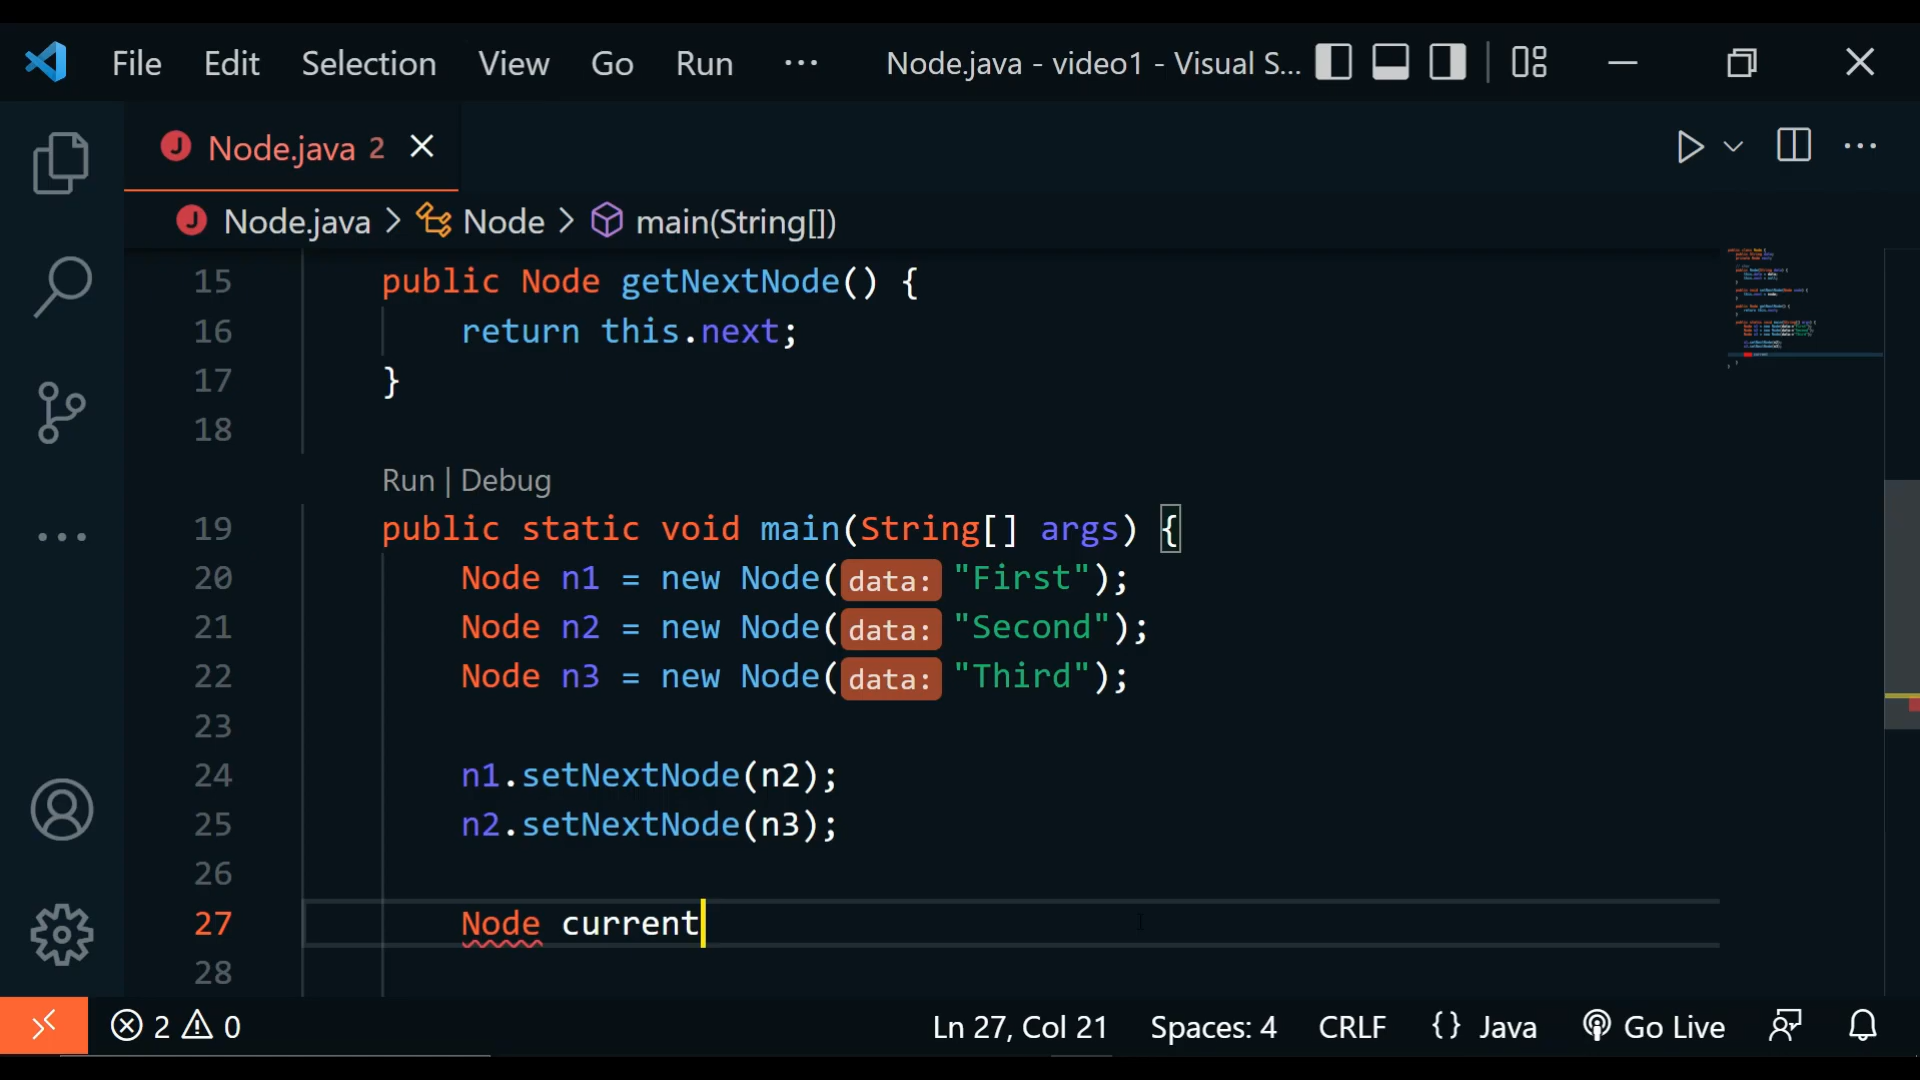 File Edit Selection View Go Run ··· Node.java - video1 - Visual S...
Node.java 2
Node.java > Node > main(String[])
15 public Node getNextNode() {
16 return this.next;
17 }
18
Run | Debug
19 public static void main(String[] args) {
20 Node n1 = new Node(data: "First");
21 Node n2 = new Node(data: "Second");
22 Node n3 = new Node(data: "Third");
23
24 n1.setNextNode(n2);
25 n2.setNextNode(n3);
26
27 Node current
28
2 0 Ln 27, Col 21 Spaces: 4 CRLF {} Java Go Live